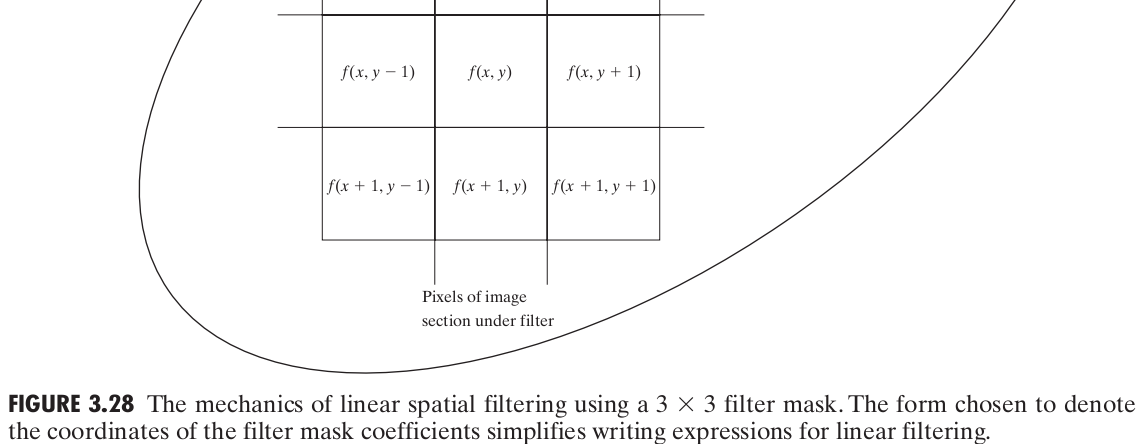 f(x, y − 1) f(x, y) f(x, y + 1)
f(x + 1, y − 1) f(x + 1, y) f(x + 1, y + 1)
Pixels of image
section under filter
FIGURE 3.28 The mechanics of linear spatial filtering using a 3 × 3 filter mask. The form chosen to denote
the coordinates of the filter mask coefficients simplifies writing expressions for linear filtering.